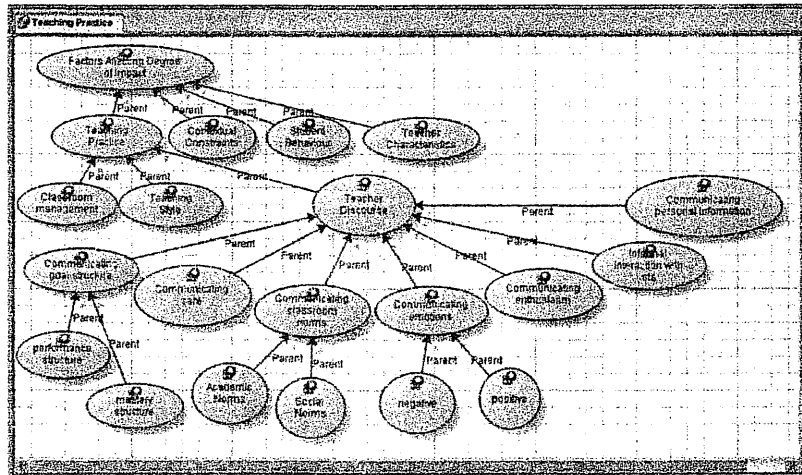 Teaching Practice
Factors Affecting Degree
of Impact
Parent
Parent
Parent
Parent
Teaching
Practice
Contextual
Constraints
Student
Behaviour
Teacher
Characteristics
Parent
Parent
Parent
Classroom
management
Teaching
Style
Teacher
Discourse
Communicating
personal information
Parent
Parent
Parent
Parent
Parent
Parent
Parent
Communicating
goal structure
Communicating
care
Communicating
classroom
norms
Communicating
emotions
Communicating
enthusiasm
Informal
interaction with
Parent
Parent
Parent
Parent
Parent
Parent
performance
structure
mastery
structure
Academic
Norms
Social
Norms
negative
positive